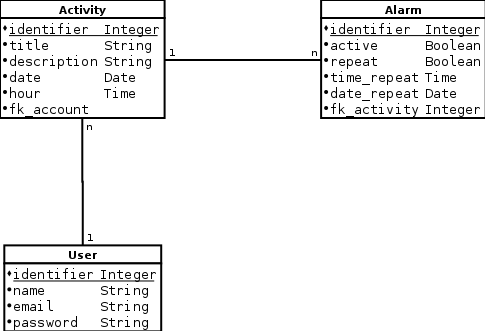 Activity
identifier Integer
title String
description String
date Date
hour Time
fk_account
Alarm
identifier Integer
active Boolean
repeat Boolean
time_repeat Time
date_repeat Date
fk_activity Integer
1
n
n
1
User
identifier Integer
name String
email String
password String